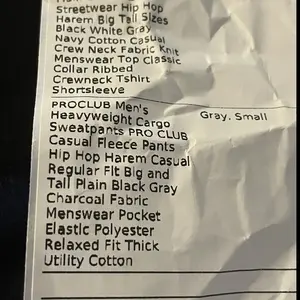 Streetwear Hip Hop
Harem Big Tall Sizes
Black White Gray
Navy Cotton Casual
Crew Neck Fabric Knit
Menswear Top Classic
Collar Ribbed
Crewneck Tshirt
Shortsleeve
PROCLUB Men's
Heavyweight Cargo
Sweatpants PRO CLUB
Casual Fleece Pants
Hip Hop Harem Casual
Regular Fit Big and
Tall Plain Black Gray
Charcoal Fabric
Menswear Pocket
Elastic Polyester
Relaxed Fit Thick
Utility Cotton
Gray, Small